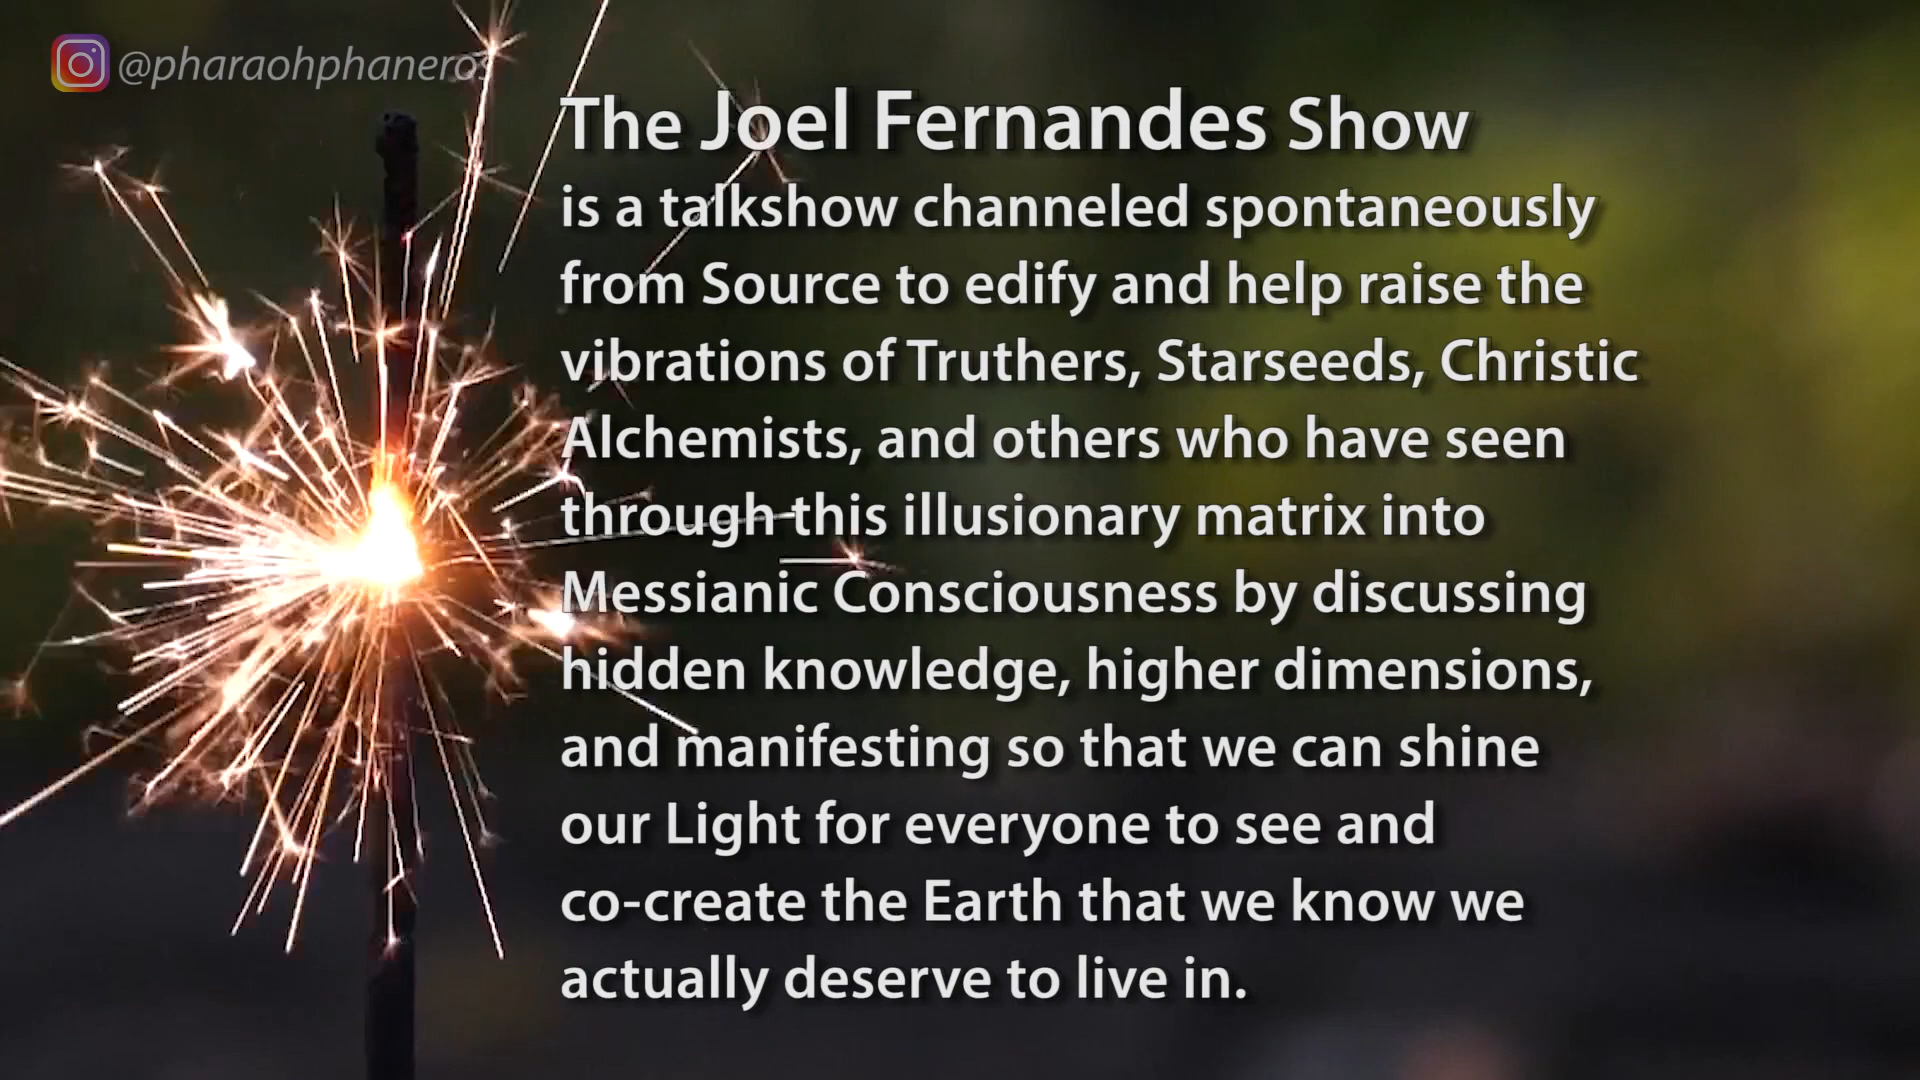 @pharaohphaneros
The Joel Fernandes Show
is a talkshow channeled spontaneously
from Source to edify and help raise the
vibrations of Truthers, Starseeds, Christic
Alchemists, and others who have seen
through this illusionary matrix into
Messianic Consciousness by discussing
hidden knowledge, higher dimensions,
and manifesting so that we can shine
our Light for everyone to see and
co-create the Earth that we know we
actually deserve to live in.